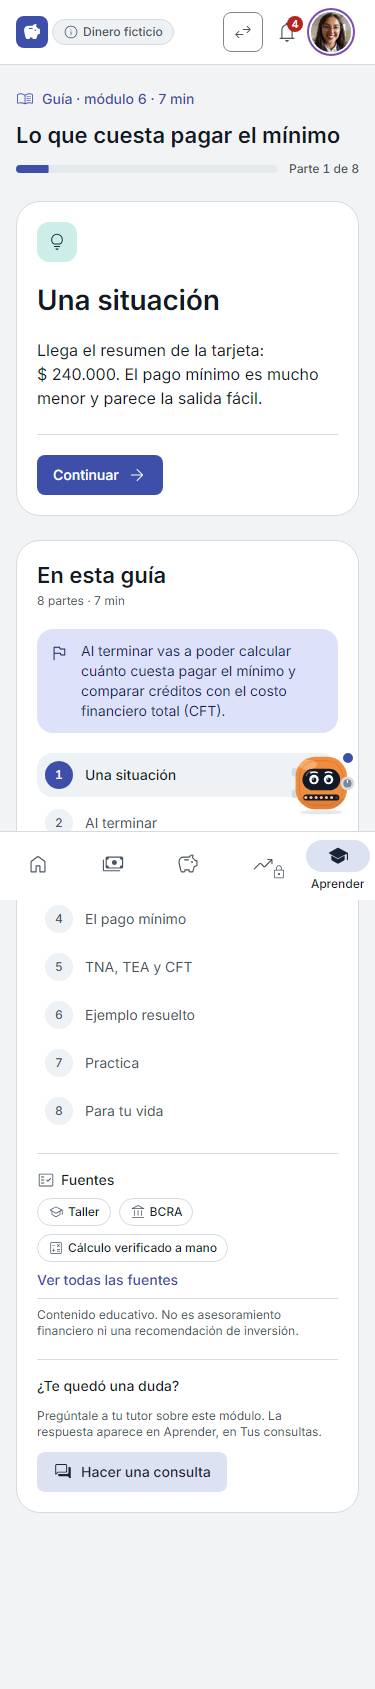 Dinero ficticio
4
Guía · módulo 6 · 7 min
Lo que cuesta pagar el mínimo
Parte 1 de 8
Una situación
Llega el resumen de la tarjeta:
$ 240.000. El pago mínimo es mucho
menor y parece la salida fácil.
Continuar
En esta guía
8 partes · 7 min
Al terminar vas a poder calcular
cuánto cuesta pagar el mínimo y
comparar créditos con el costo
financiero total (CFT).
1 Una situación
2 Al terminar
Aprender
4 El pago mínimo
5 TNA, TEA y CFT
6 Ejemplo resuelto
7 Practica
8 Para tu vida
Fuentes
Taller BCRA
Cálculo verificado a mano
Ver todas las fuentes
Contenido educativo. No es asesoramiento
financiero ni una recomendación de inversión.
¿Te quedó una duda?
Pregúntale a tu tutor sobre este módulo. La
respuesta aparece en Aprender, en Tus consultas.
Hacer una consulta